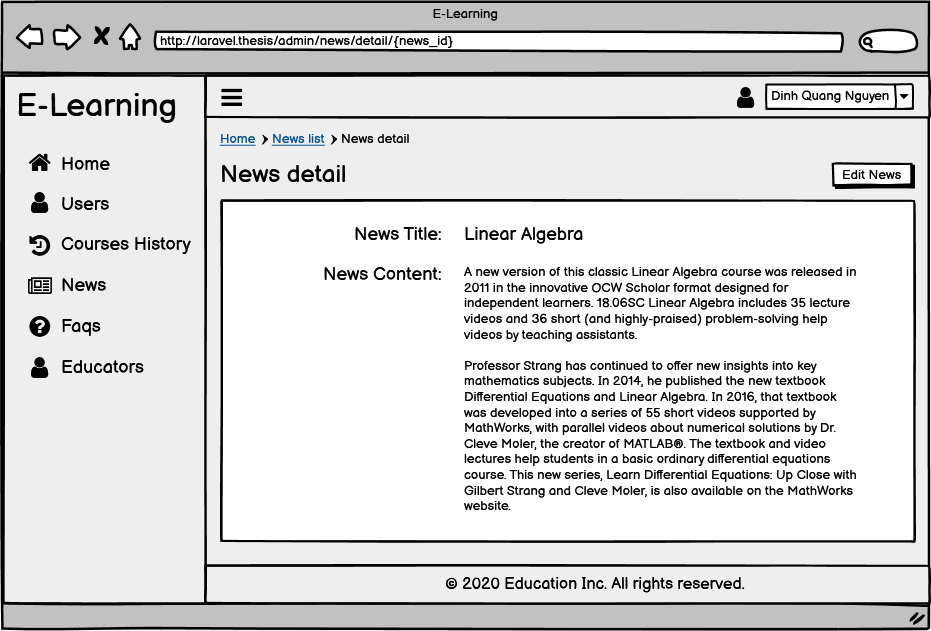 E-Learning
http://laravel.thesis/admin/news/detail/{news_id}
E-Learning
Home
Users
Courses History
News
Faqs
Educators
Dinh Quang Nguyen
Home > News list > News detail
News detail
Edit News
News Title: Linear Algebra
News Content:
A new version of this classic Linear Algebra course was released in
2011 in the innovative OCW Scholar format designed for
independent learners. 18.06SC Linear Algebra includes 35 lecture
videos and 36 short (and highly-praised) problem-solving help
videos by teaching assistants.
Professor Strang has continued to offer new insights into key
mathematics subjects. In 2014, he published the new textbook
Differential Equations and Linear Algebra. In 2016, that textbook
was developed into a series of 55 short videos supported by
MathWorks, with parallel videos about numerical solutions by Dr.
Cleve Moler, the creator of MATLAB®. The textbook and video
lectures help students in a basic ordinary differential equations
course. This new series, Learn Differential Equations: Up Close with
Gilbert Strang and Cleve Moler, is also available on the MathWorks
website.
© 2020 Education Inc. All rights reserved.